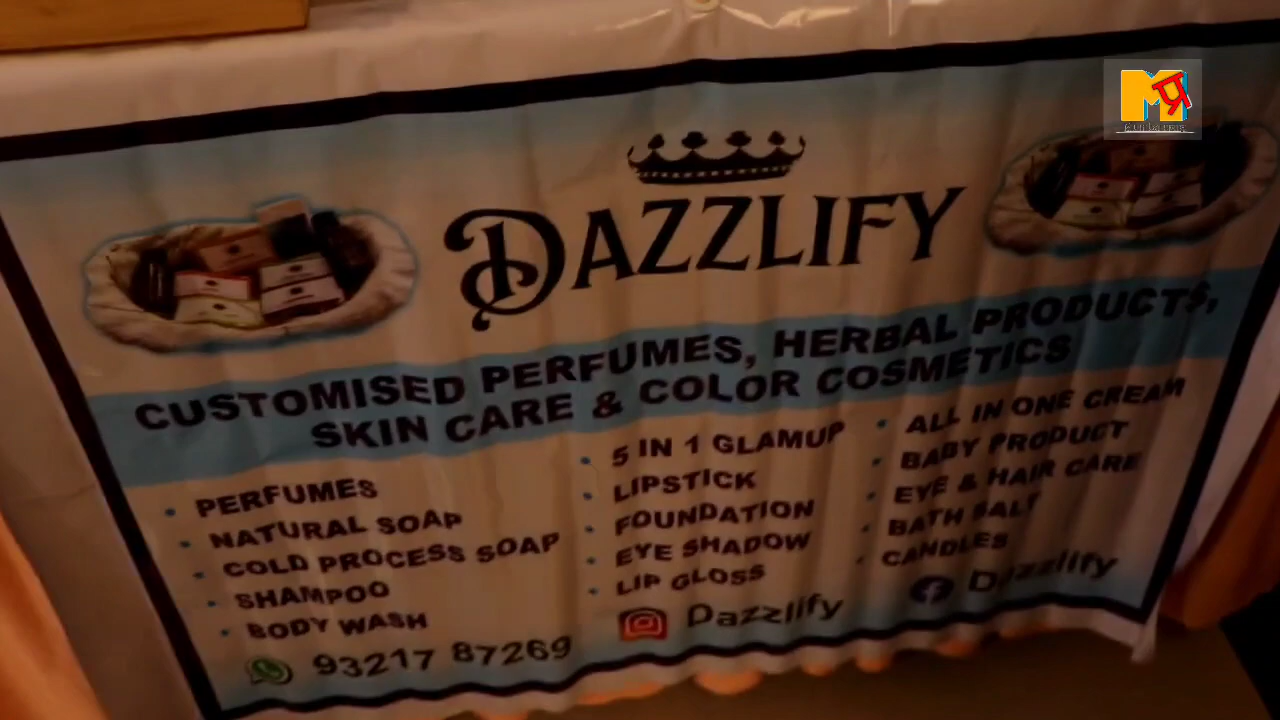 Mप्र
DAZZLIFY
CUSTOMISED PERFUMES, HERBAL PRODUCTS,
SKIN CARE & COLOR COSMETICS
• PERFUMES
• NATURAL SOAP
• COLD PROCESS SOAP
• SHAMPOO
• BODY WASH
• 5 IN 1 GLAMUP
• LIPSTICK
• FOUNDATION
• EYE SHADOW
• LIP GLOSS
• ALL IN ONE CREAM
• BABY PRODUCT
• EYE & HAIR CARE
• BATH SALT
• CANDLES
93217 87269
Dazzlify
Dazzlify